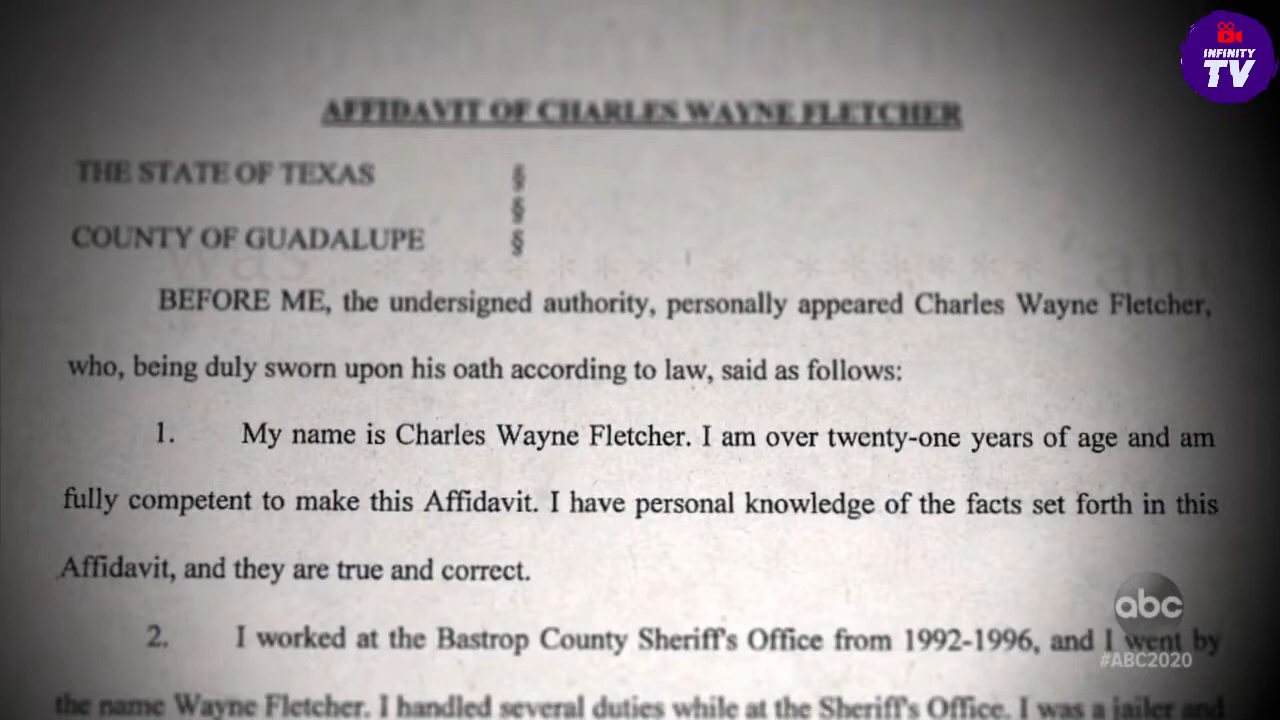 INFINITY
TV
AFFIDAVIT OF CHARLES WAYNE FLETCHER
THE STATE OF TEXAS §
§
COUNTY OF GUADALUPE §
was * * * * * * * * * * * * *
BEFORE ME, the undersigned authority, personally appeared Charles Wayne Fletcher,
who, being duly sworn upon his oath according to law, said as follows:
1. My name is Charles Wayne Fletcher. I am over twenty-one years of age and am
fully competent to make this Affidavit. I have personal knowledge of the facts set forth in this
Affidavit, and they are true and correct.
2. I worked at the Bastrop County Sheriff's Office from 1992-1996, and I went by
the name Wayne Fletcher. I handled several duties while at the Sheriff's Office. I was a jailer and
abc
#ABC2020